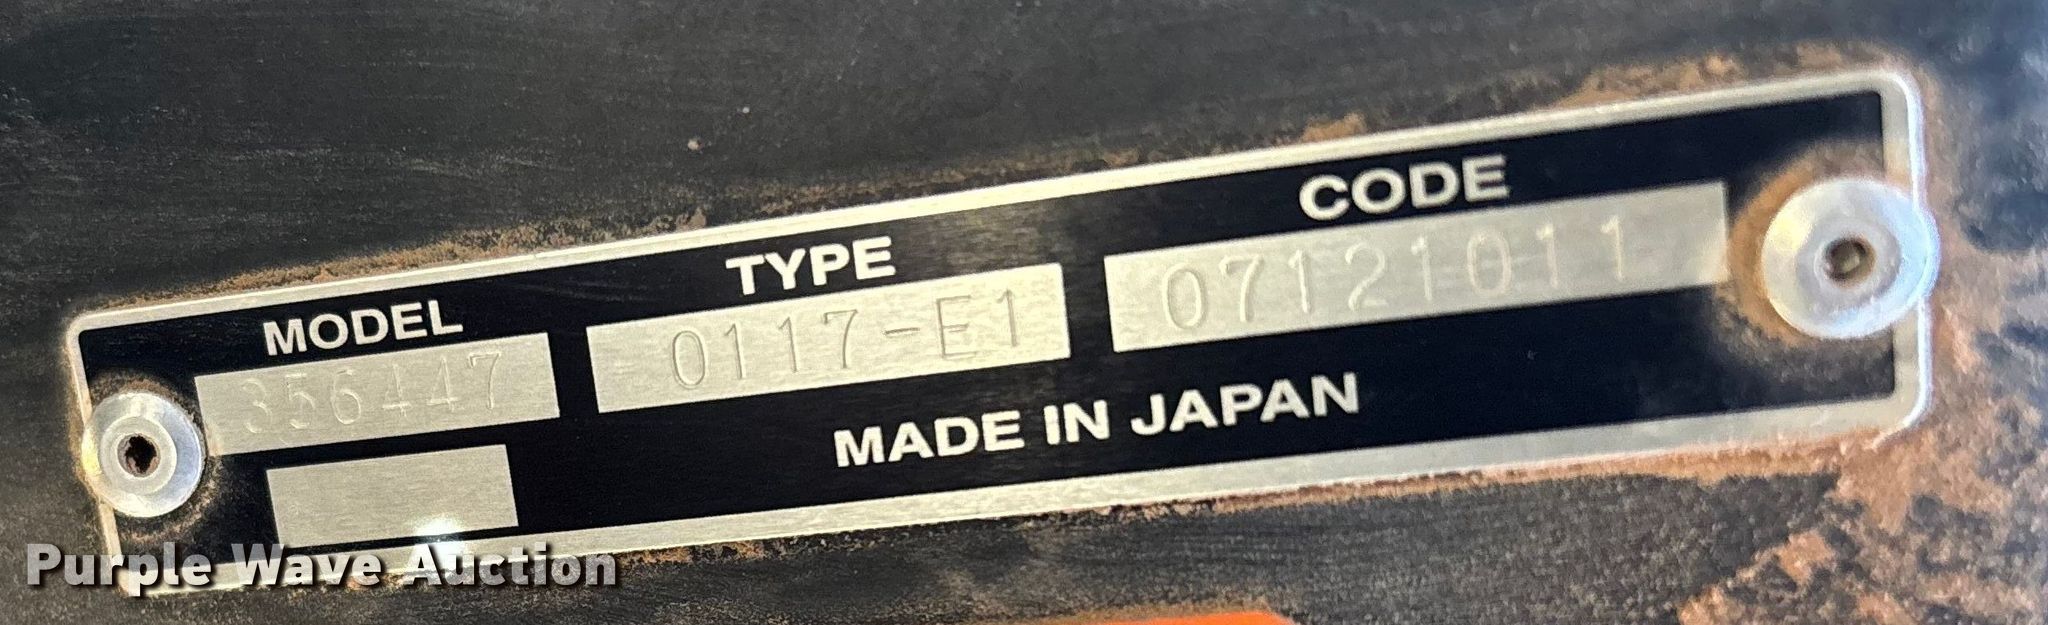 MODEL TYPE CODE
356447 0117-E1 07121011
MADE IN JAPAN
Purple Wave Auction